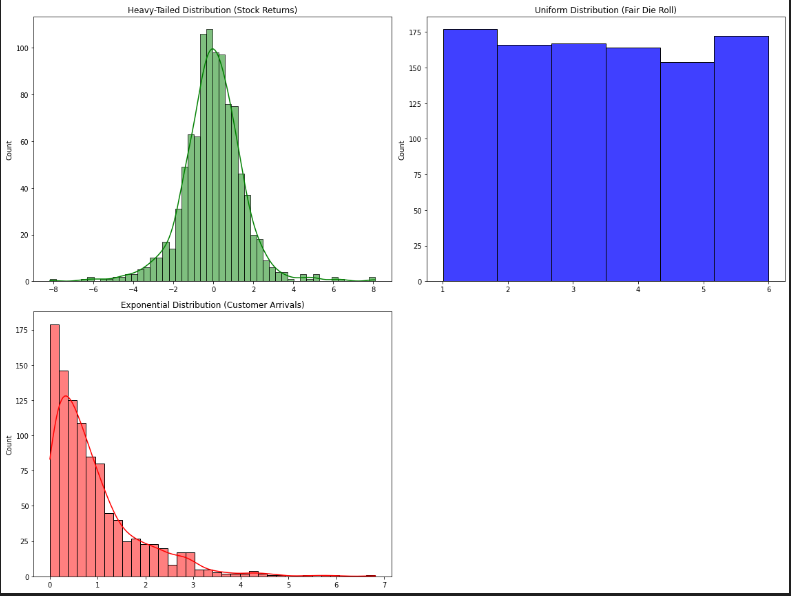 Heavy-Tailed Distribution (Stock Returns)
Count
100
80
60
40
20
0
−8 −6 −4 −2 0 2 4 6 8
Uniform Distribution (Fair Die Roll)
Count
175
150
125
100
75
50
25
0
1 2 3 4 5 6
Exponential Distribution (Customer Arrivals)
Count
175
150
125
100
75
50
25
0
0 1 2 3 4 5 6 7